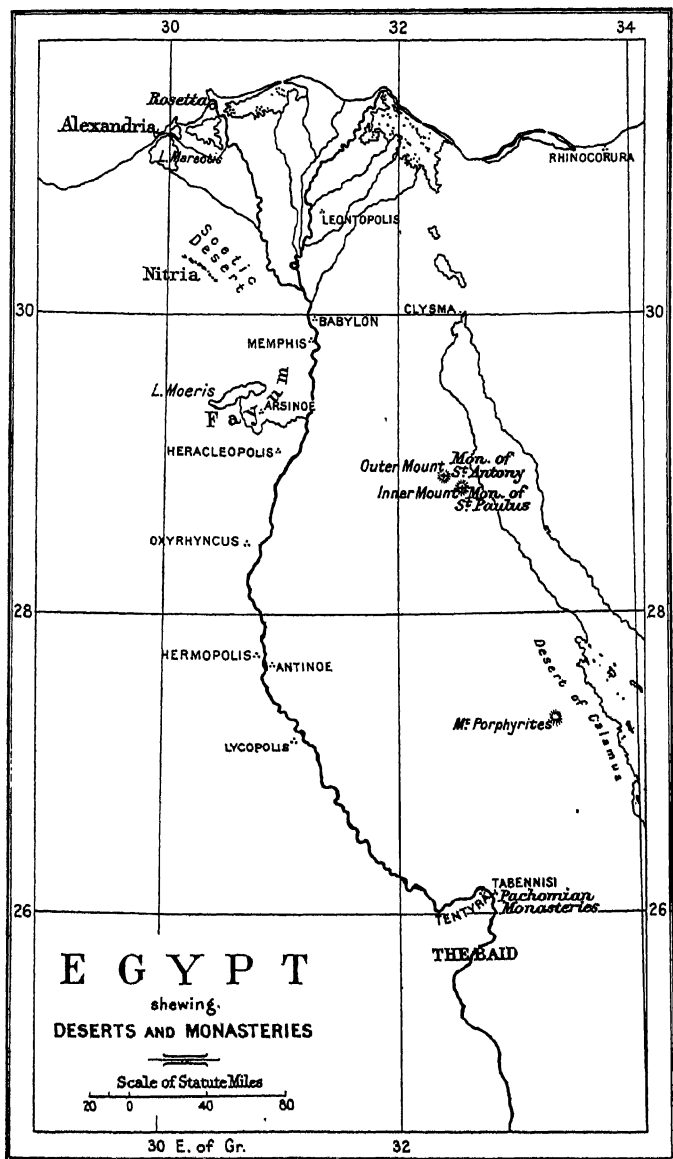 30 32 34
Rosetta
Alexandria
L. Mareotis
RHINOCORURA
LEONTOPOLIS
Scetic
Desert
Nitria
30 30
CLYSMA
BABYLON
MEMPHIS
L. Moeris
Fayum
ARSINOE
HERACLEOPOLIS
Outer Mount
Mon. of
St. Antony
Inner Mount
Mon. of
St. Paulus
OXYRHYNCUS
28 28
HERMOPOLIS
ANTINOE
Desert of Calamus
Mt. Porphyrites
LYCOPOLIS
TABENNISI
Pachomian
Monasteries
TENTYRA
26 26
THEBAID
EGYPT
shewing.
DESERTS AND MONASTERIES
Scale of Statute Miles
20 0 40 80
30 E. of Gr. 32